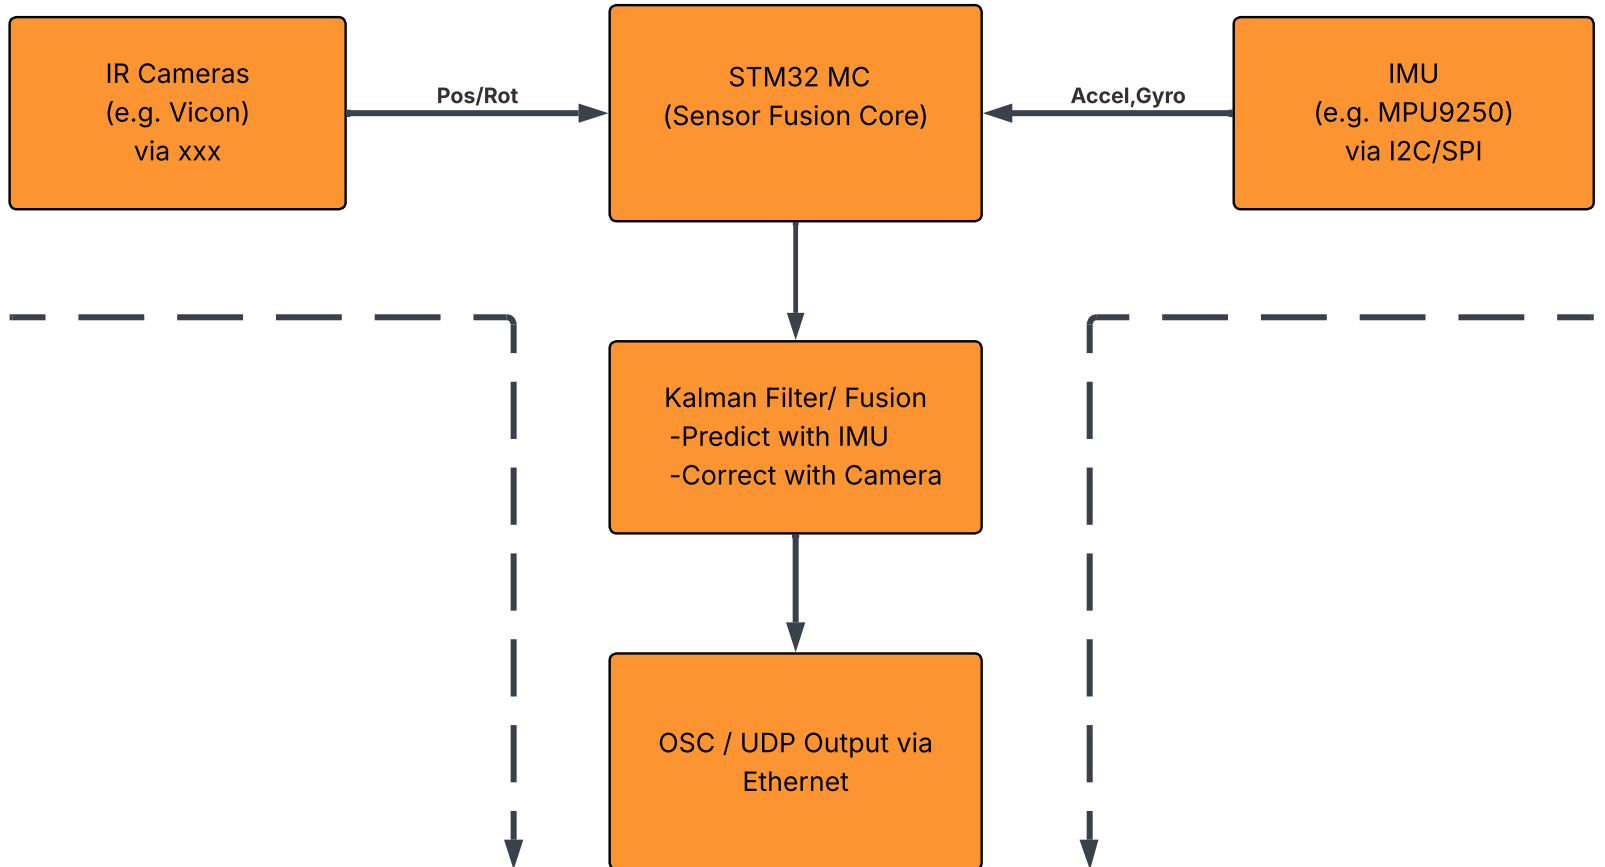 IR Cameras
(e.g. Vicon)
via xxx
Pos/Rot
STM32 MC
(Sensor Fusion Core)
Accel,Gyro
IMU
(e.g. MPU9250)
via I2C/SPI
Kalman Filter/ Fusion
-Predict with IMU
-Correct with Camera
OSC / UDP Output via
Ethernet